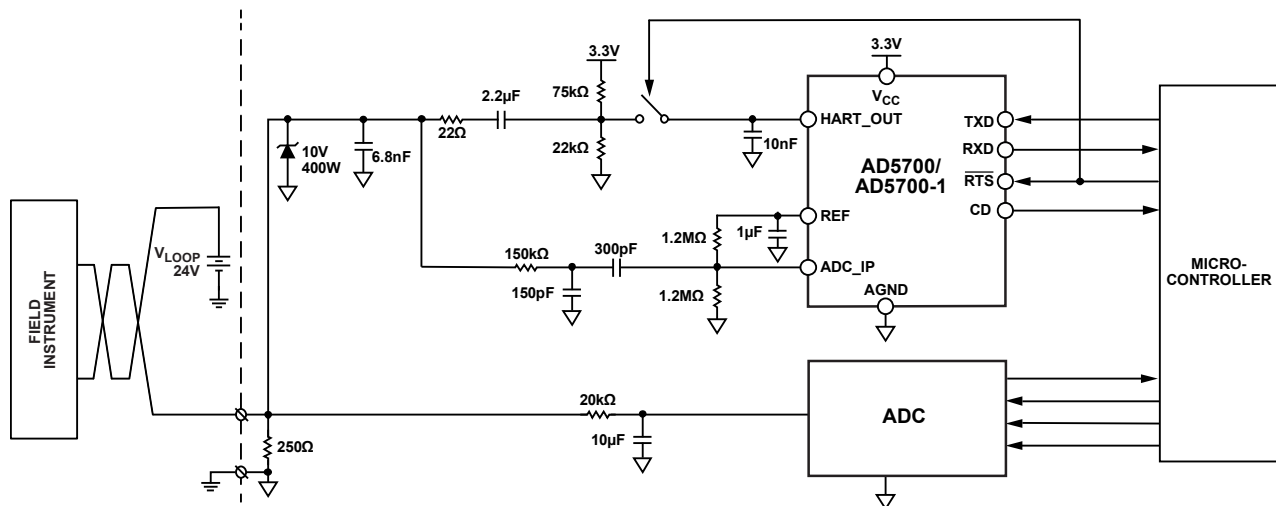 3.3V
3.3V
2.2µF
75kΩ
VCC
HART_OUT
TXD
22Ω
10V
400W
6.8nF
22kΩ
10nF
RXD
AD5700/
AD5700-1
RTS
CD
REF
VLOOP
24V
150kΩ
300pF
1.2MΩ
1µF
ADC_IP
MICRO-
CONTROLLER
FIELD
INSTRUMENT
150pF
1.2MΩ
AGND
20kΩ
ADC
10µF
250Ω